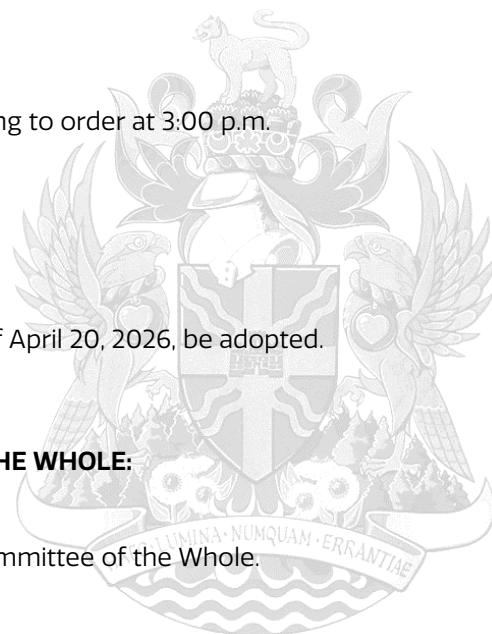 ng to order at 3:00 p.m.
April 20, 2026, be adopted.
HE WHOLE:
mmittee of the Whole.
LUMINA · NUMQUAM · ERRANTIAE